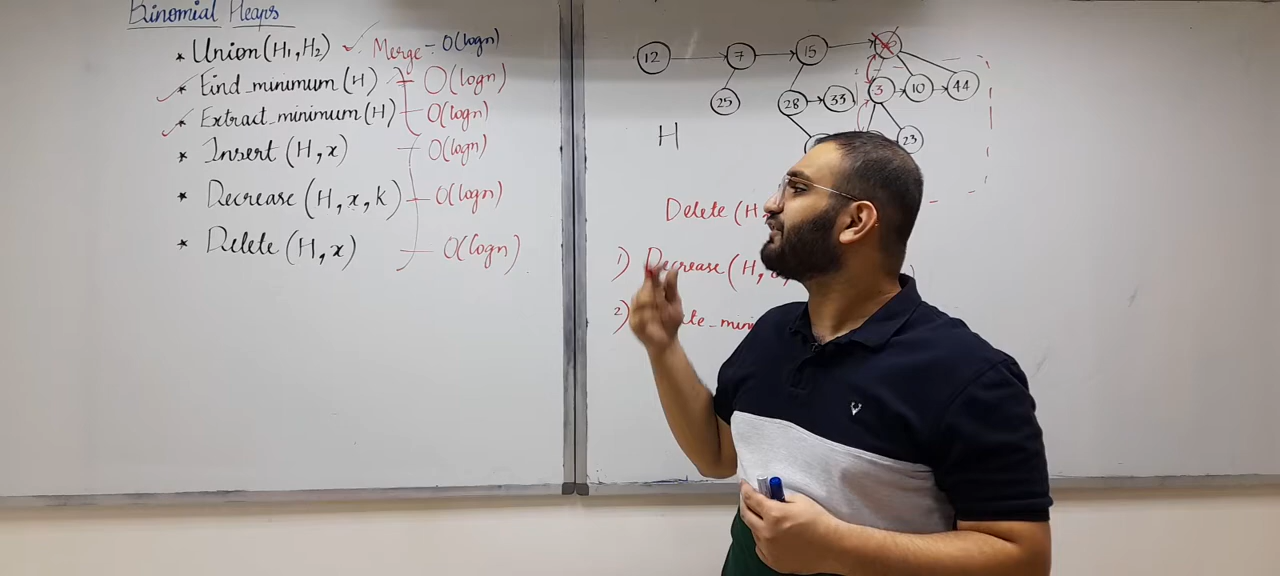 Binomial Heaps
* Union (H1, H2) ✓ Merge - O(logn)
✓ * Find_minimum (H) - O(logn)
✓ * Extract_minimum (H) - O(logn)
* Insert (H, x) - O(logn)
* Decrease (H, x, k) - O(logn)
* Delete (H, x) - O(logn)
12 7 15
25 28 33 3 10 44
23
H
Delete (H
1) Decrease (H,
2)